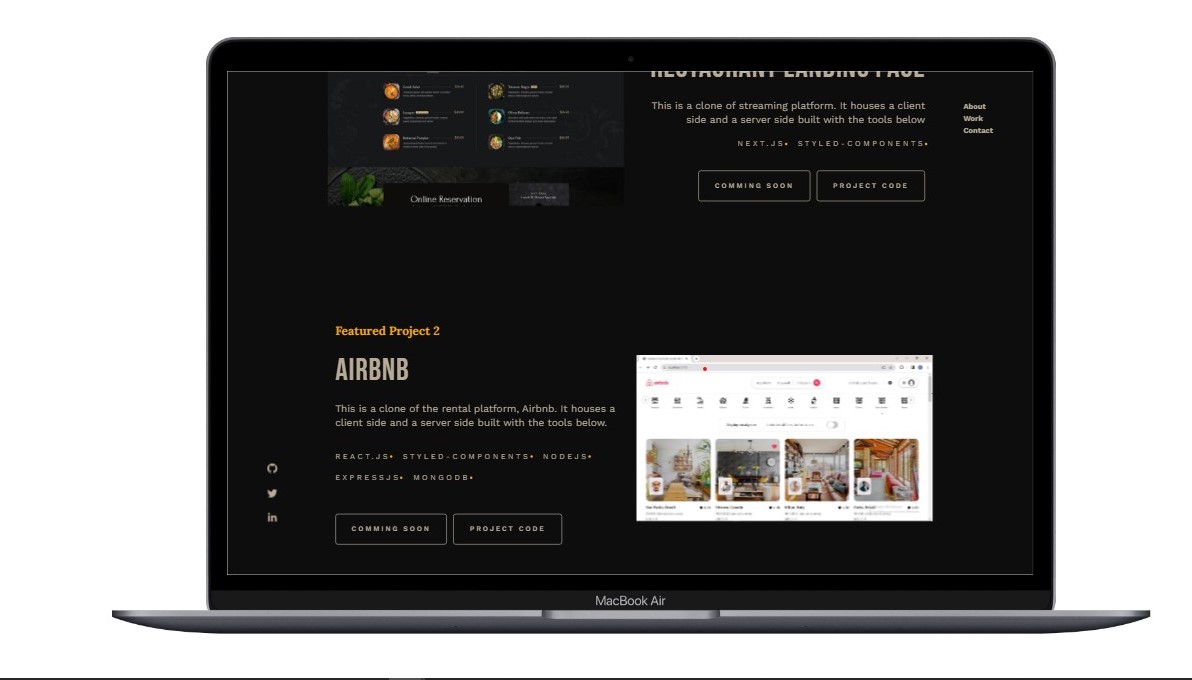 RESTAURANT LANDING PAGE
This is a clone of streaming platform. It houses a client
side and a server side built with the tools below
NEXT.JS• STYLED-COMPONENTS•
COMMING SOON
PROJECT CODE
About
Work
Contact
Online Reservation
Featured Project 2
AIRBNB
This is a clone of the rental platform, Airbnb. It houses a
client side and a server side built with the tools below.
REACT.JS• STYLED-COMPONENTS• NODEJS•
EXPRESSJS• MONGODB•
COMMING SOON
PROJECT CODE
airbnb
MacBook Air